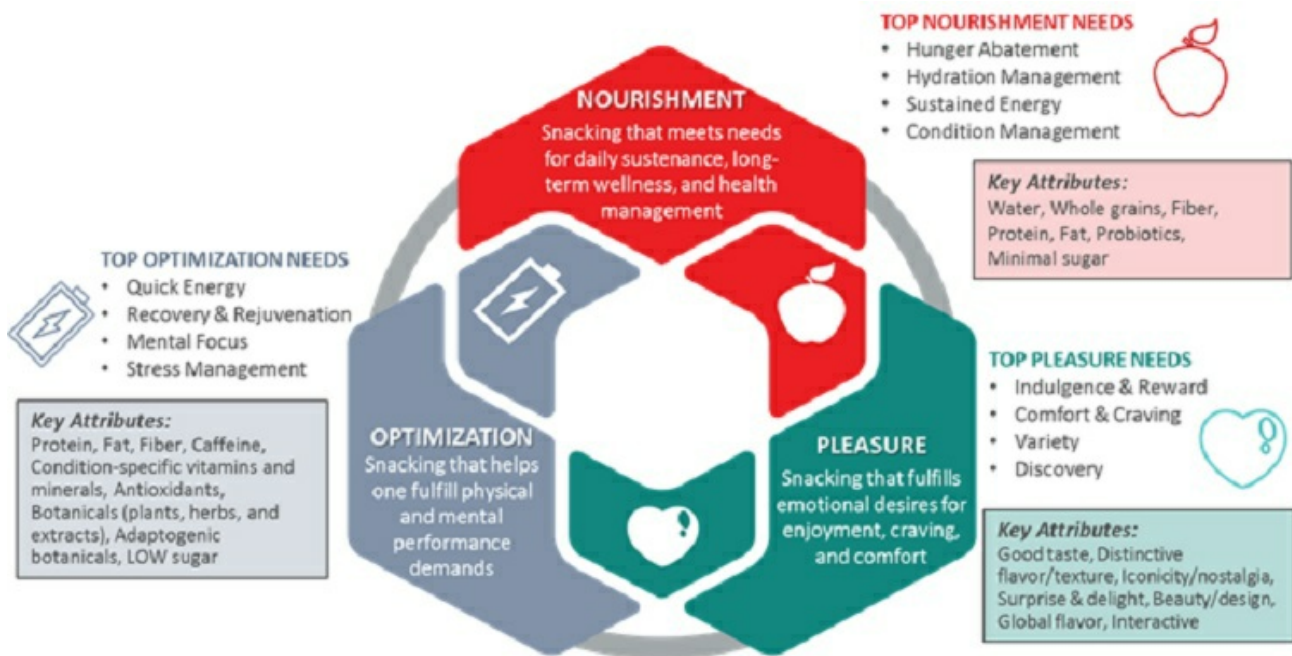 TOP NOURISHMENT NEEDS
• Hunger Abatement
• Hydration Management
• Sustained Energy
• Condition Management
Key Attributes:
Water, Whole grains, Fiber,
Protein, Fat, Probiotics,
Minimal sugar
NOURISHMENT
Snacking that meets needs
for daily sustenance, long-
term wellness, and health
management
TOP OPTIMIZATION NEEDS
• Quick Energy
• Recovery & Rejuvenation
• Mental Focus
• Stress Management
Key Attributes:
Protein, Fat, Fiber, Caffeine,
Condition-specific vitamins and
minerals, Antioxidants,
Botanicals (plants, herbs, and
extracts), Adaptogenic
botanicals, LOW sugar
OPTIMIZATION
Snacking that helps
one fulfill physical
and mental
performance
demands
PLEASURE
Snacking that fulfills
emotional desires for
enjoyment, craving,
and comfort
TOP PLEASURE NEEDS
• Indulgence & Reward
• Comfort & Craving
• Variety
• Discovery
Key Attributes:
Good taste, Distinctive
flavor/texture, Iconicity/nostalgia,
Surprise & delight, Beauty/design,
Global flavor, Interactive